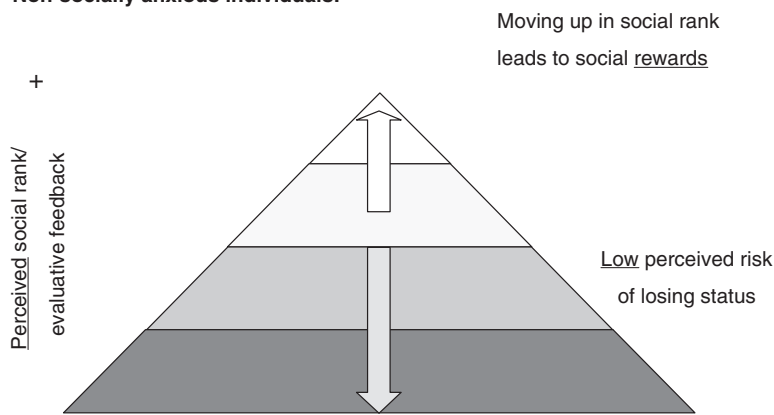 Non-socially anxious individuals:
Moving up in social rank
leads to social rewards
+
Perceived social rank/
evaluative feedback
Low perceived risk
of losing status